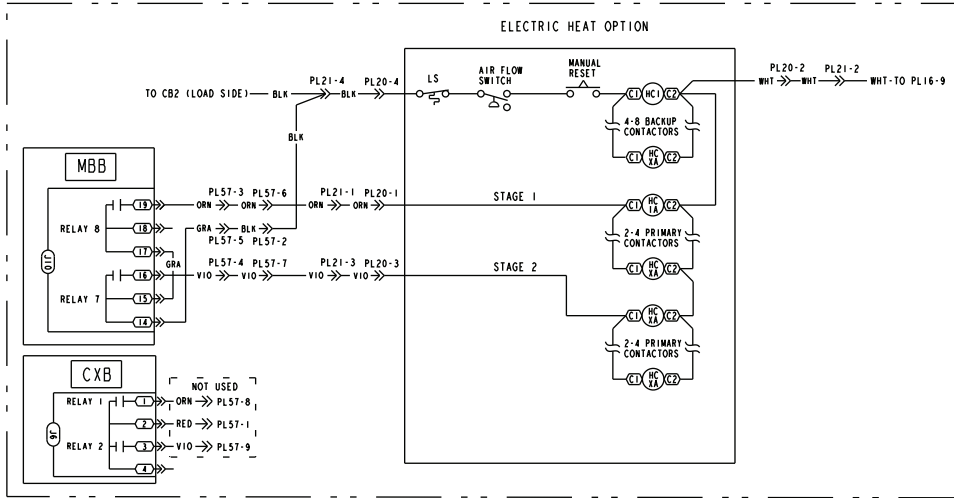 ELECTRIC HEAT OPTION
PL20-2 PL21-2
WHT WHT WHT-TO PL16-9
PL21-4 PL20-4
LS
AIR FLOW
SWITCH
MANUAL
RESET
TO CB2 (LOAD SIDE) BLK BLK
C1 HC1 C2
4-8 BACKUP
CONTACTORS
C1 HC
XA C2
BLK
MBB
PL57-3 PL57-6 PL21-1 PL20-1
19 ORN ORN ORN ORN
STAGE 1
C1 HC
1A C2
RELAY 8 18 GRA BLK
PL57-5 PL57-2
2-4 PRIMARY
CONTACTORS
17
J10
GRA
PL57-4 PL57-7 PL21-3 PL20-3
16 VIO VIO VIO VIO
STAGE 2
C1 HC
XA C2
RELAY 7 15
14
C1 HC
XA C2
2-4 PRIMARY
CONTACTORS
C1 HC
XA C2
CXB
NOT USED
RELAY 1 1 ORN PL57-8
2 RED PL57-1
J6
RELAY 2 3 VIO PL57-9
4